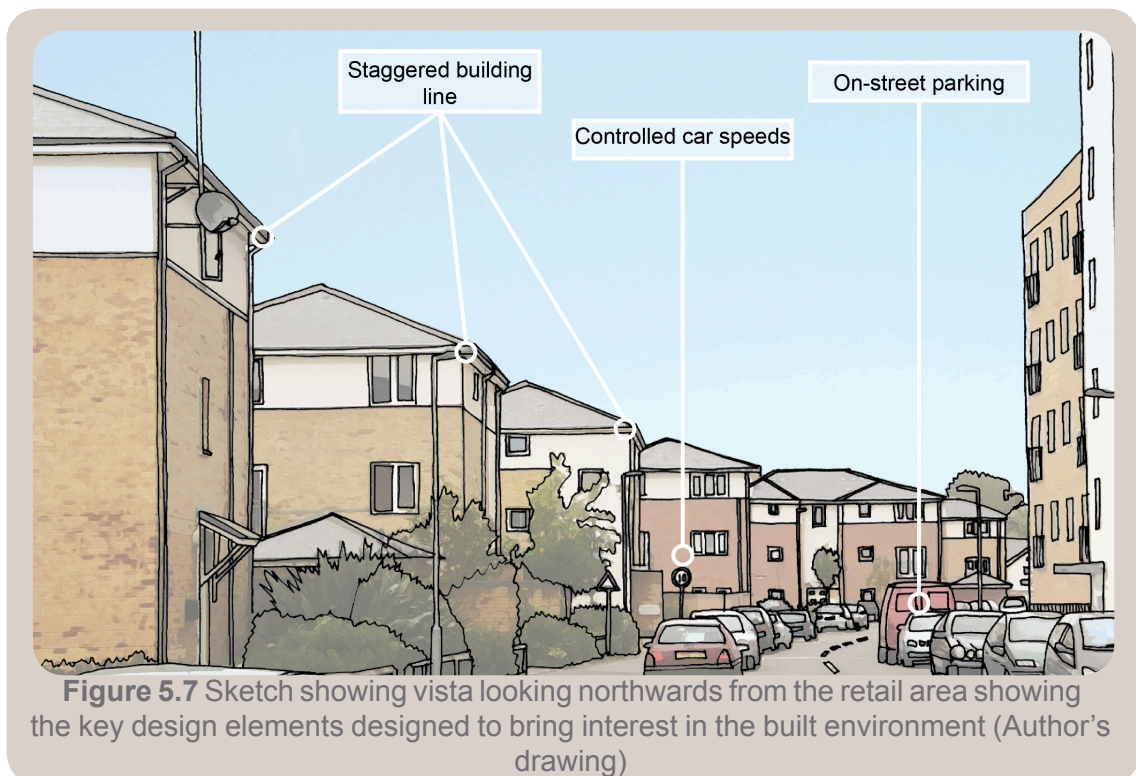 Staggered building
line
On-street parking
Controlled car speeds
10
Figure 5.7 Sketch showing vista looking northwards from the retail area showing
the key design elements designed to bring interest in the built environment (Author’s
drawing)